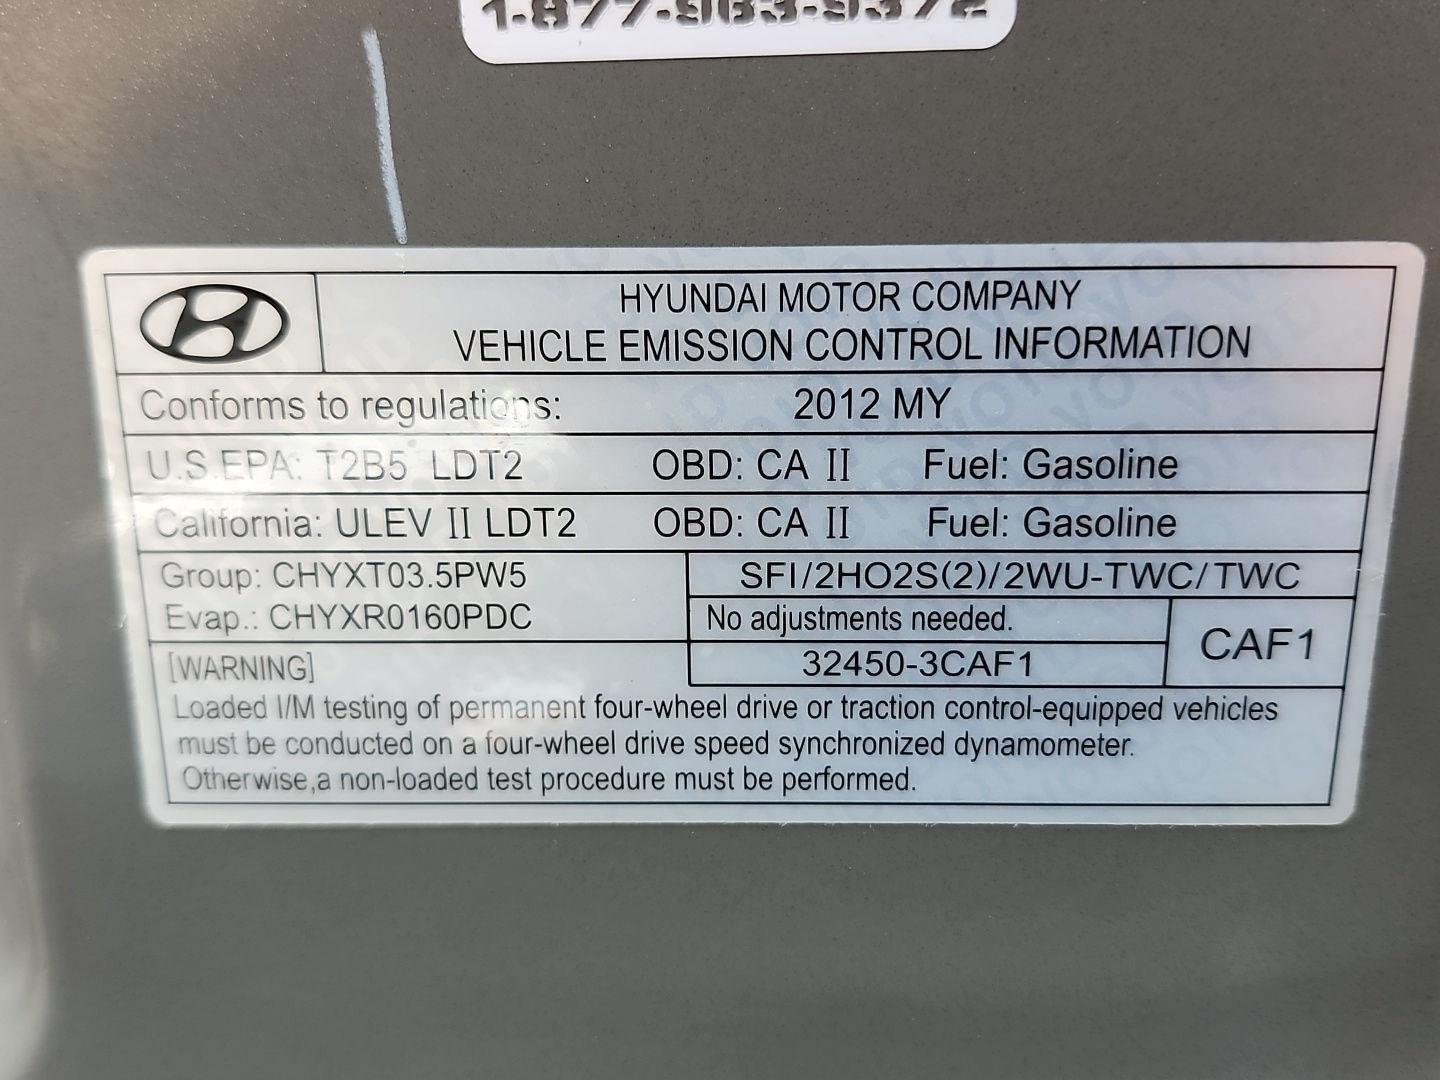 1-877-963-9372
HYUNDAI MOTOR COMPANY
VEHICLE EMISSION CONTROL INFORMATION
Conforms to regulations: 2012 MY
U.S.EPA: T2B5 LDT2 OBD: CA II Fuel: Gasoline
California: ULEV II LDT2 OBD: CA II Fuel: Gasoline
Group: CHYXT03.5PW5 SFI/2HO2S(2)/2WU-TWC/TWC
Evap.: CHYXR0160PDC No adjustments needed. CAF1
[WARNING] 32450-3CAF1
Loaded I/M testing of permanent four-wheel drive or traction control-equipped vehicles
must be conducted on a four-wheel drive speed synchronized dynamometer.
Otherwise,a non-loaded test procedure must be performed.